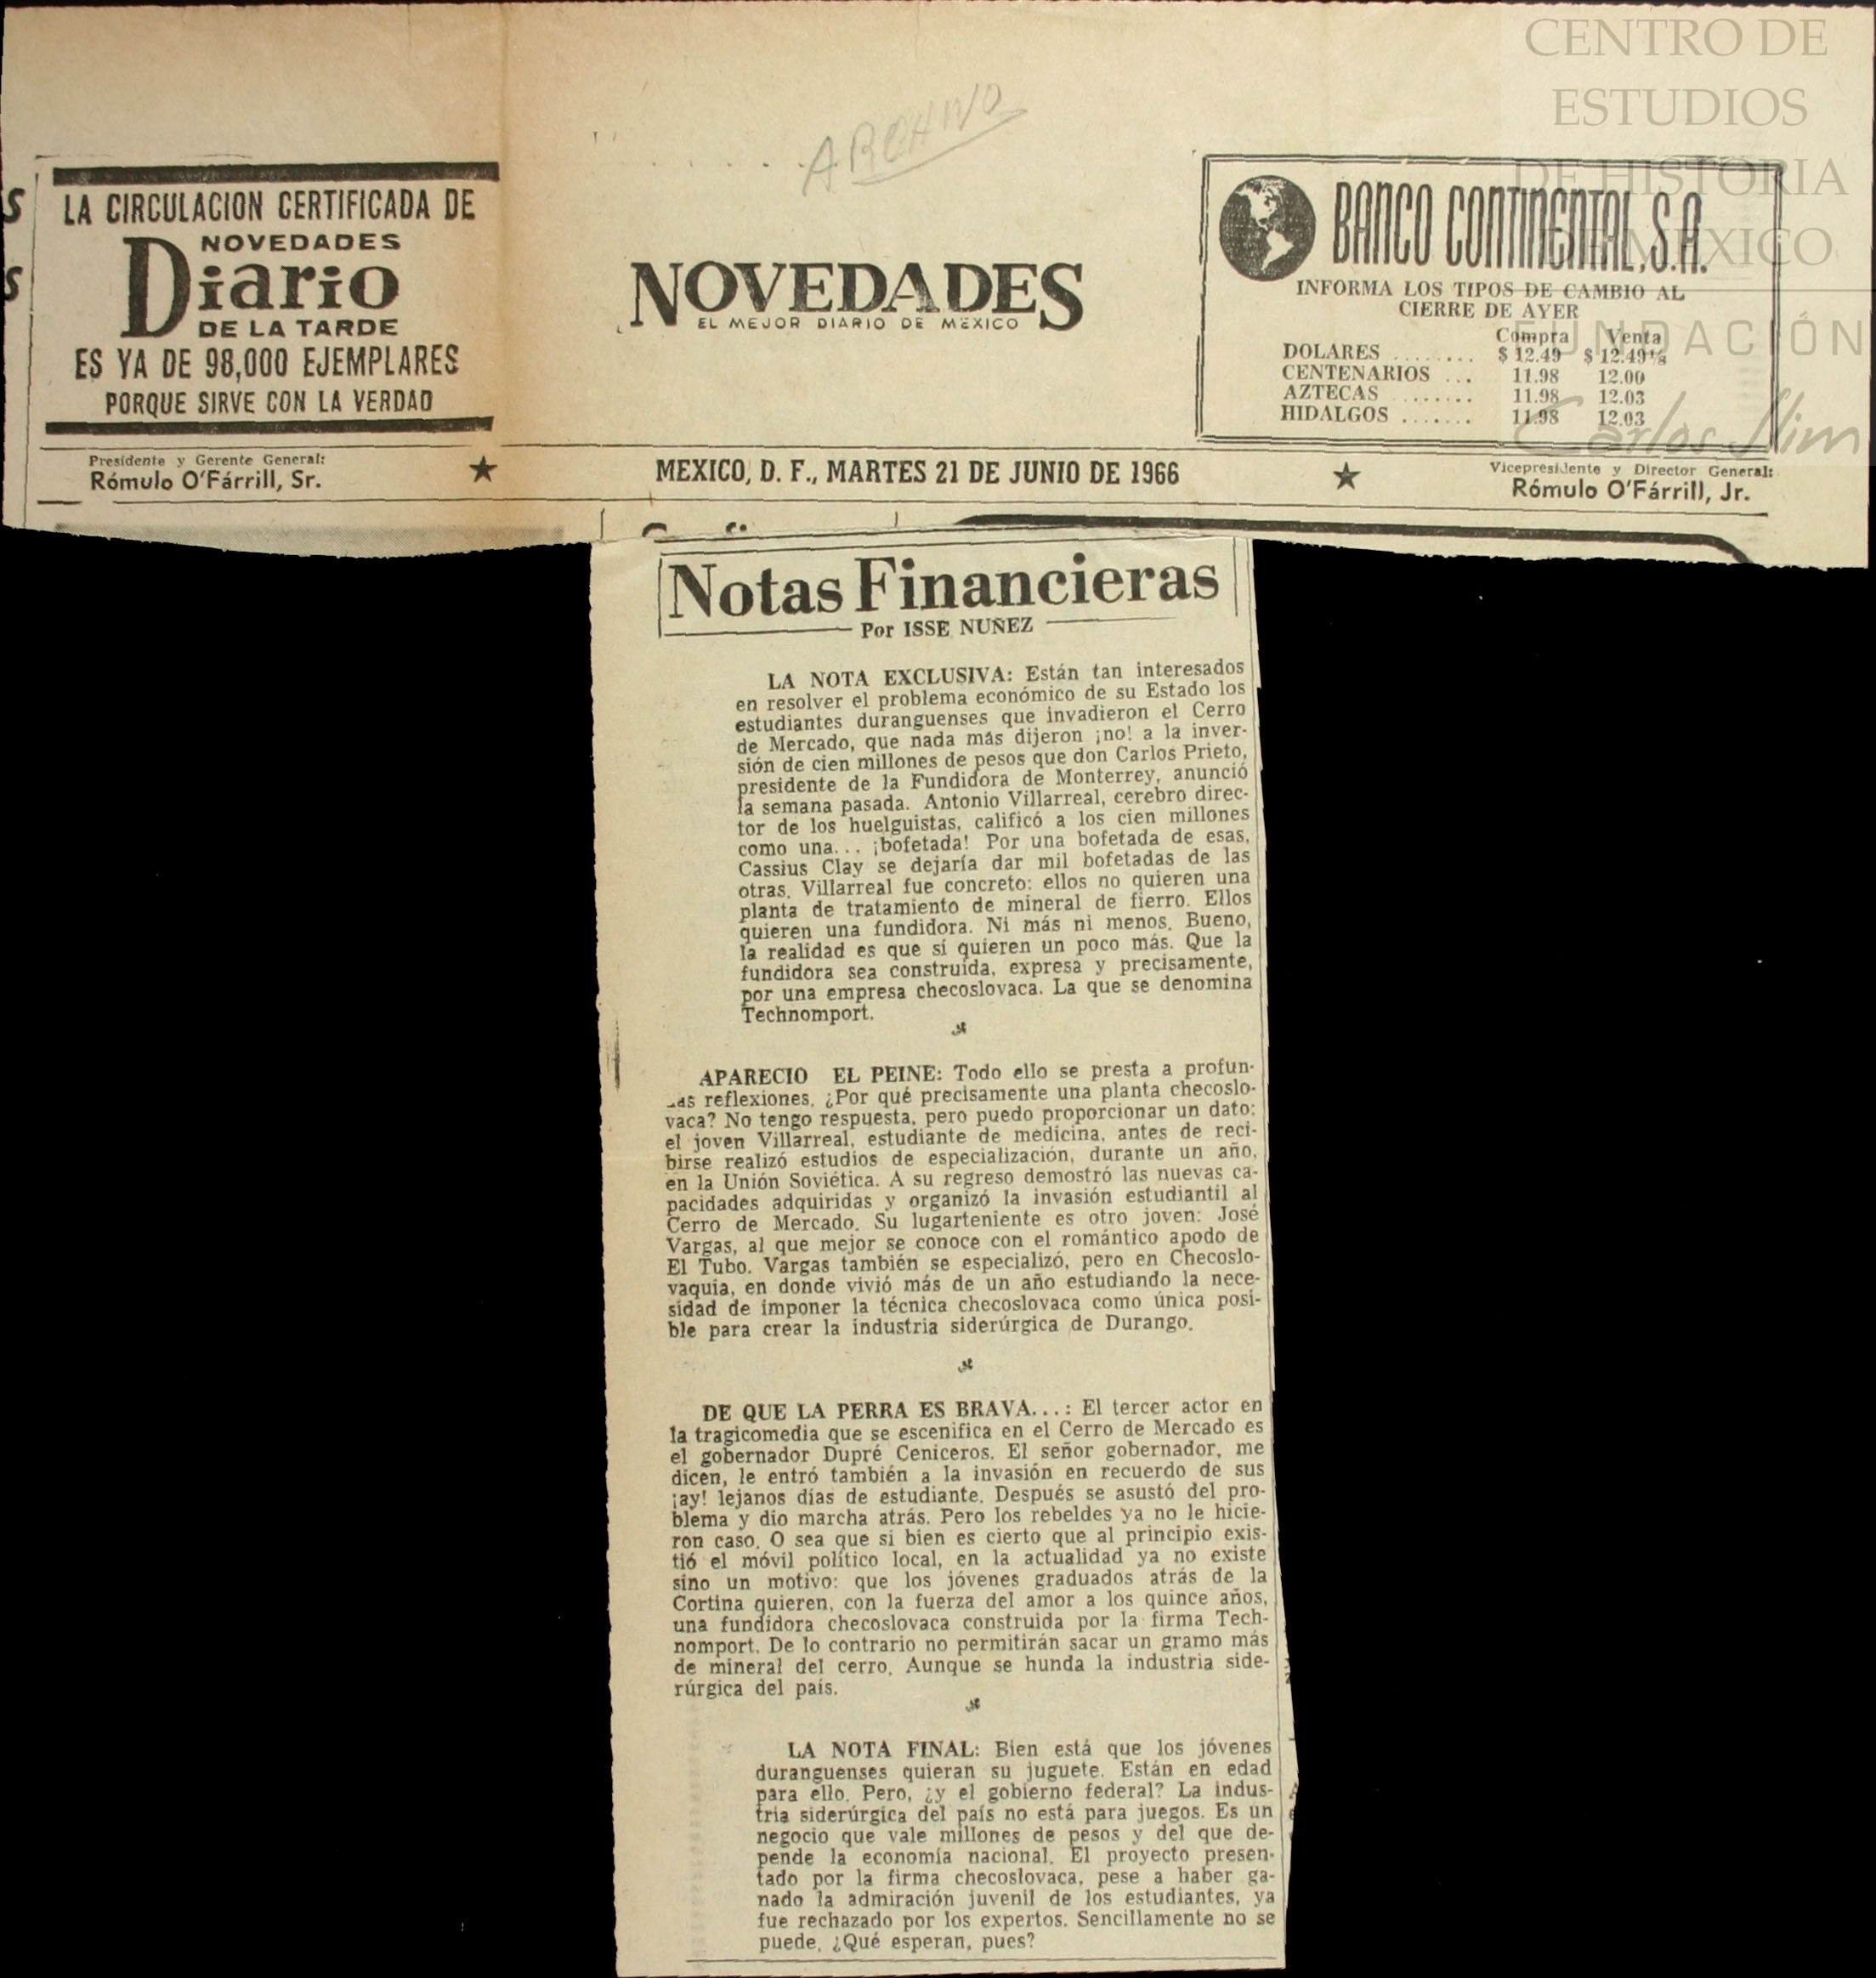 CENTRO DE
ESTUDIOS
DE HISTORIA
DE MÉXICO
FUNDACIÓN
Carlos Slim
ARCHIVO
S
S
LA CIRCULACION CERTIFICADA DE
NOVEDADES
Diario
DE LA TARDE
ES YA DE 98,000 EJEMPLARES
PORQUE SIRVE CON LA VERDAD
NOVEDADES
EL MEJOR DIARIO DE MEXICO
BANCO CONTINENTAL, S.A.
INFORMA LOS TIPOS DE CAMBIO AL
CIERRE DE AYER
Compra Venta
DOLARES ........ $ 12.49 $ 12.49⅛
CENTENARIOS ... 11.98 12.00
AZTECAS ........ 11.98 12.03
HIDALGOS ....... 11.98 12.03
Presidente y Gerente General:
Rómulo O'Fárrill, Sr.
MEXICO, D. F., MARTES 21 DE JUNIO DE 1966
Vicepresidente y Director General:
Rómulo O'Fárrill, Jr.
Notas Financieras
Por ISSE NUÑEZ
LA NOTA EXCLUSIVA: Están tan interesados
en resolver el problema económico de su Estado los
estudiantes duranguenses que invadieron el Cerro
de Mercado, que nada más dijeron ¡no! a la inver-
sión de cien millones de pesos que don Carlos Prieto,
presidente de la Fundidora de Monterrey, anunció
la semana pasada. Antonio Villarreal, cerebro direc-
tor de los huelguistas, calificó a los cien millones
como una... ¡bofetada! Por una bofetada de esas,
Cassius Clay se dejaría dar mil bofetadas de las
otras. Villarreal fue concreto: ellos no quieren una
planta de tratamiento de mineral de fierro. Ellos
quieren una fundidora. Ni más ni menos. Bueno,
la realidad es que sí quieren un poco más. Que la
fundidora sea construída, expresa y precisamente,
por una empresa checoslovaca. La que se denomina
Technomport.
APARECIO EL PEINE: Todo ello se presta a profun-
das reflexiones. ¿Por qué precisamente una planta checoslo-
vaca? No tengo respuesta, pero puedo proporcionar un dato:
el joven Villarreal, estudiante de medicina, antes de reci-
birse realizó estudios de especialización, durante un año,
en la Unión Soviética. A su regreso demostró las nuevas ca-
pacidades adquiridas y organizó la invasión estudiantil al
Cerro de Mercado. Su lugarteniente es otro joven: José
Vargas, al que mejor se conoce con el romántico apodo de
El Tubo. Vargas también se especializó, pero en Checoslo-
vaquia, en donde vivió más de un año estudiando la nece-
sidad de imponer la técnica checoslovaca como única posi-
ble para crear la industria siderúrgica de Durango.
DE QUE LA PERRA ES BRAVA...: El tercer actor en
la tragicomedia que se escenifica en el Cerro de Mercado es
el gobernador Dupré Ceniceros. El señor gobernador, me
dicen, le entró también a la invasión en recuerdo de sus
¡ay! lejanos días de estudiante. Después se asustó del pro-
blema y dio marcha atrás. Pero los rebeldes ya no le hicie-
ron caso. O sea que si bien es cierto que al principio exis-
tió el móvil político local, en la actualidad ya no existe
sino un motivo: que los jóvenes graduados atrás de la
Cortina quieren, con la fuerza del amor a los quince años,
una fundidora checoslovaca construida por la firma Tech-
nomport. De lo contrario no permitirán sacar un gramo más
de mineral del cerro. Aunque se hunda la industria side-
rúrgica del país.
LA NOTA FINAL: Bien está que los jóvenes
duranguenses quieran su juguete. Están en edad
para ello. Pero, ¿y el gobierno federal? La indus-
tria siderúrgica del país no está para juegos. Es un
negocio que vale millones de pesos y del que de-
pende la economía nacional. El proyecto presen-
tado por la firma checoslovaca, pese a haber ga-
nado la admiración juvenil de los estudiantes, ya
fue rechazado por los expertos. Sencillamente no se
puede. ¿Qué esperan, pues?